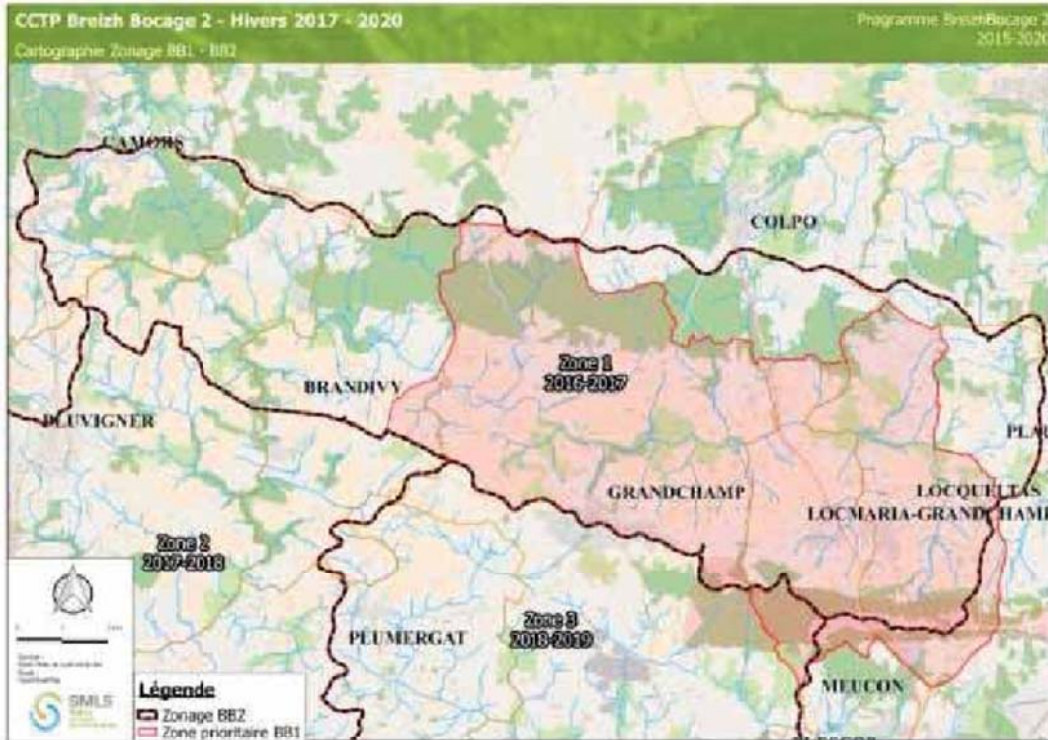 CCTP Breizh Bocage 2 - Hivers 2017 - 2020
Cartographie Zonage BB1 - BB2
Programme BreizhBocage 2
2015-2020
CAMORS
COLPO
Zone 1
2016-2017
BRANDIVY
PLUVIGNER
GRANDCHAMP
LOCQUELTAS
LOCMARIA-GRANDCHAMP
Zone 2
2017-2018
Zone 3
2018-2019
PLUMERGAT
MEUCON
SMLS
Légende
Zonage BB2
Zone prioritaire BB1